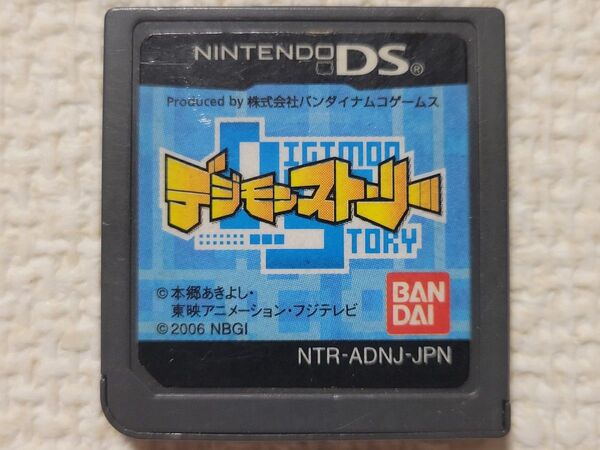 NINTENDO DS®
Produced by 株式会社バンダイナムコゲームス
DIGIMON
デジモンストーリー
STORY
©本郷あきよし・
東映アニメーション・フジテレビ
©2006 NBGI
BAN
DAI
NTR-ADNJ-JPN